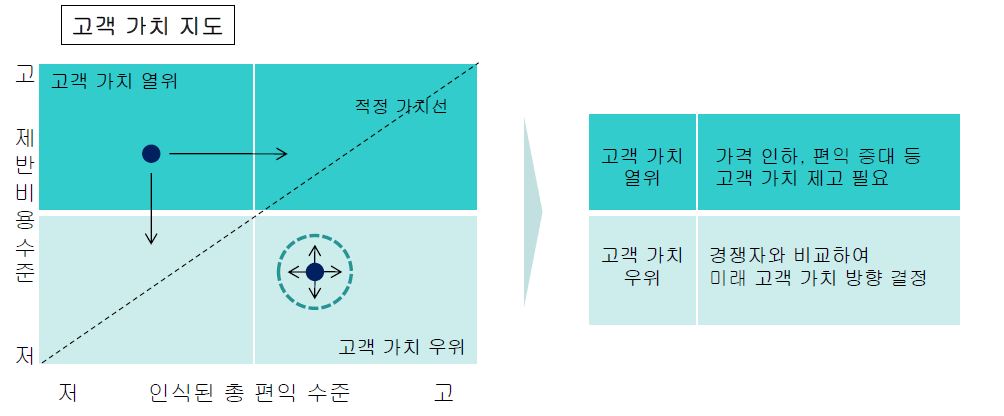 고객 가치 지도
고
고객 가치 열위
적정 가치선
제
반
비
용
수
준
고객 가치 우위
저
저
인식된 총 편익 수준
고
고객 가치
열위
가격 인하, 편익 증대 등
고객 가치 제고 필요
고객 가치
우위
경쟁자와 비교하여
미래 고객 가치 방향 결정